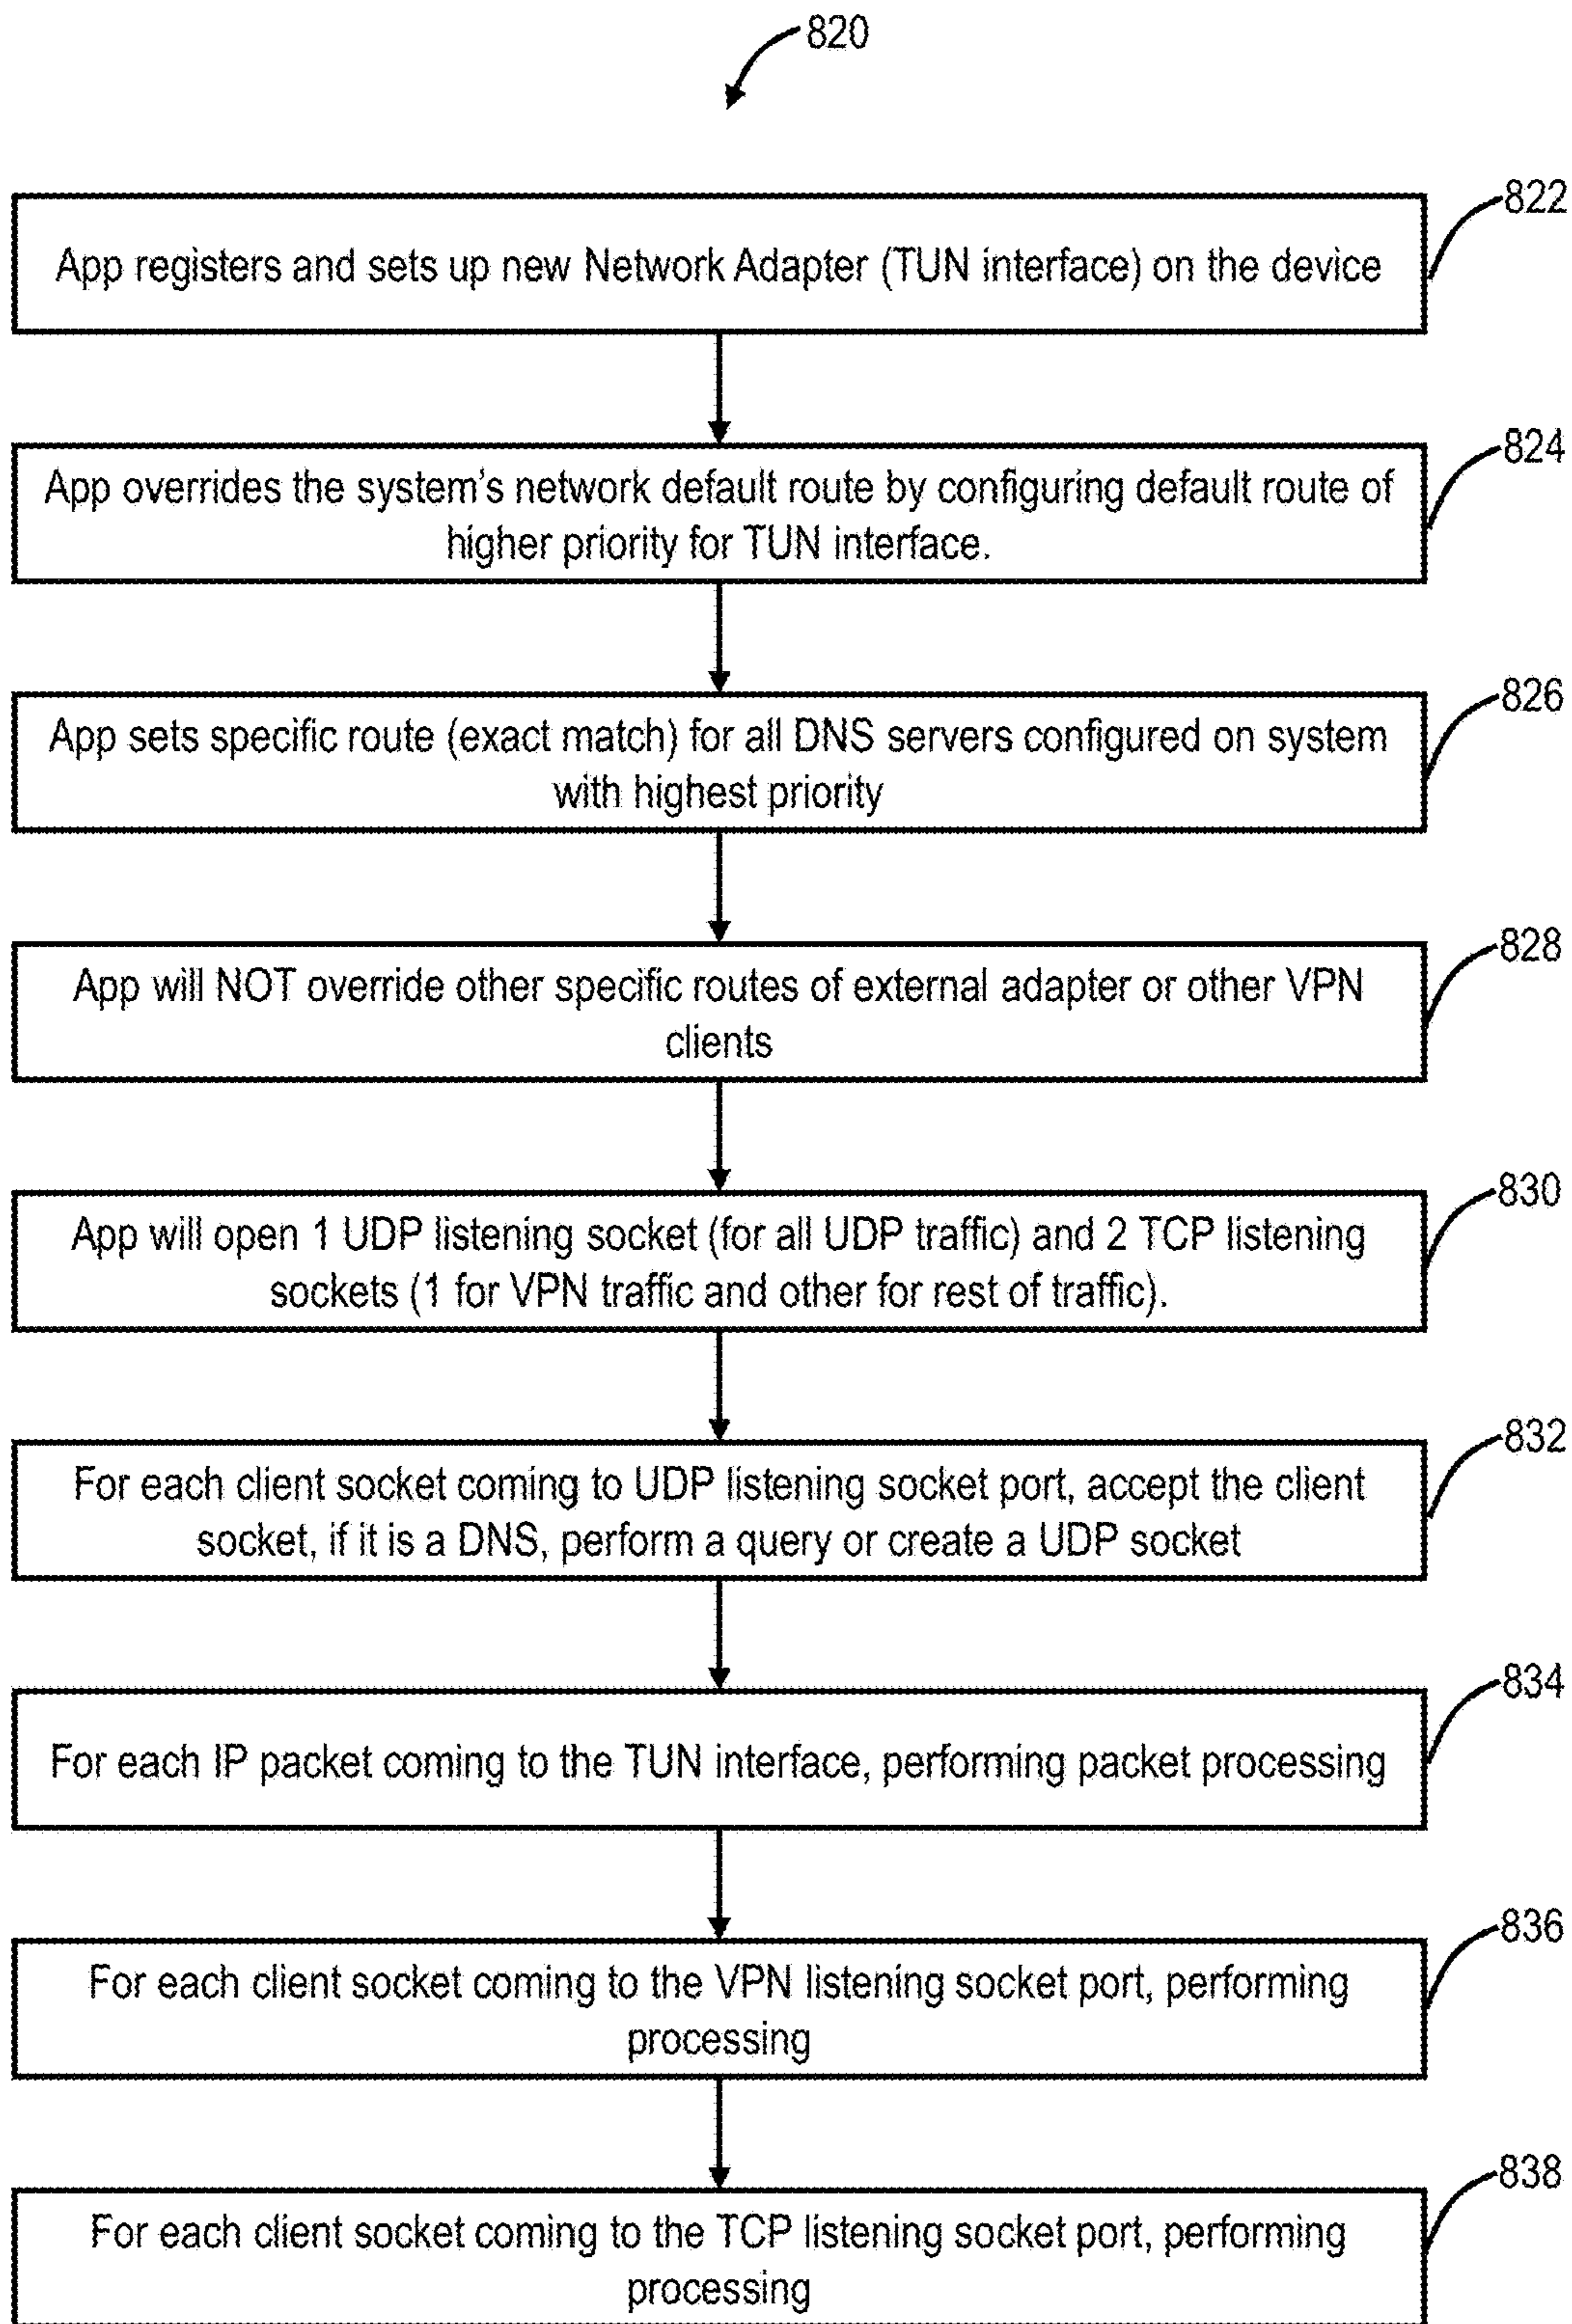 820
822
App registers and sets up new Network Adapter (TUN interface) on the device
824
App overrides the system's network default route by configuring default route of
higher priority for TUN interface.
826
App sets specific route (exact match) for all DNS servers configured on system
with highest priority
828
App will NOT override other specific routes of external adapter or other VPN
clients
830
App will open 1 UDP listening socket (for all UDP traffic) and 2 TCP listening
sockets (1 for VPN traffic and other for rest of traffic).
832
For each client socket coming to UDP listening socket port, accept the client
socket, if it is a DNS, perform a query or create a UDP socket
834
For each IP packet coming to the TUN interface, performing packet processing
836
For each client socket coming to the VPN listening socket port, performing
processing
838
For each client socket coming to the TCP listening socket port, performing
processing